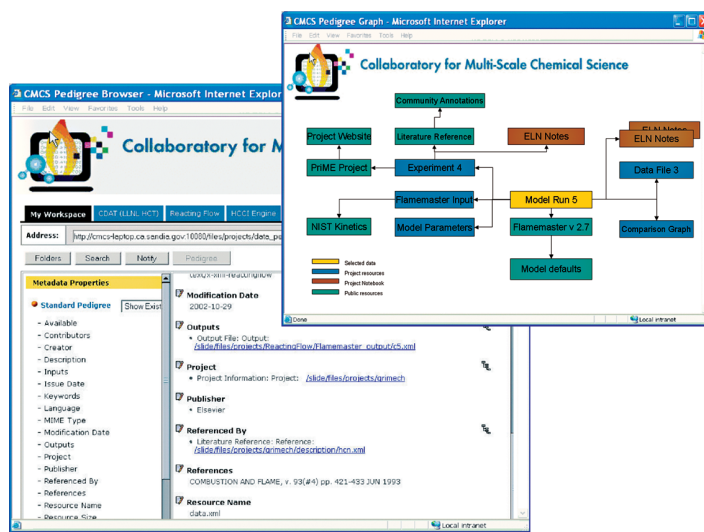 CMCS Pedigree Graph - Microsoft Internet Explorer
File Edit View Favorites Tools Help
Collaboratory for Multi-Scale Chemical Science
Community Annotations
Project Website
Literature Reference
ELN Notes
ELN Notes
ELN Notes
PrIME Project
Experiment 4
Data File 3
Flamemaster Input
Model Run 5
NIST Kinetics
Model Parameters
Flamemaster v 2.7
Comparison Graph
Model defaults
Selected data
Project resources
Project Notebook
Public resources
Done
Local intranet
CMCS Pedigree Browser - Microsoft Internet Explor
File Edit View Favorites Tools Help
Collaboratory for M
My Workspace
CDAT (LLNL HCT)
Reacting Flow
HCCI Engine
Address:
http://cmcs-laptop.ca.sandia.gov:10080/files/projects/data_pe
Folders
Search
Notify
Pedigree
Metadata Properties
Standard Pedigree
Show Exist
- Available
- Contributors
- Creator
- Description
- Inputs
- Issue Date
- Keywords
- Language
- MIME Type
- Modification Date
- Outputs
- Project
- Publisher
- Referenced By
- References
- Resource Name
- Resource Size
Modification Date
2002-10-29
Outputs
• Output File: Output:
/slide/files/projects/ReactingFlow/Flamemaster_output/c5.xml
Project
• Project Information: Project: /slide/files/projects/grimech
Publisher
• Elsevier
Referenced By
• Literature Reference: Reference:
/slide/files/projects/grimech/description/hcn.xml
References
COMBUSTION AND FLAME, v. 93(#4) pp. 421-433 JUN 1993
Resource Name
data.xml
Local intranet